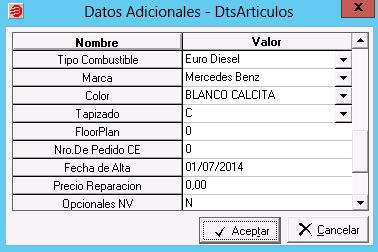 Datos Adicionales - DtsArticulos
Nombre Valor
Tipo Combustible Euro Diesel
Marca Mercedes Benz
Color BLANCO CALCITA
Tapizado C
FloorPlan 0
Nro.De Pedido CE 0
Fecha de Alta 01/07/2014
Precio Reparacion 0,00
Opcionales NV N
Aceptar Cancelar